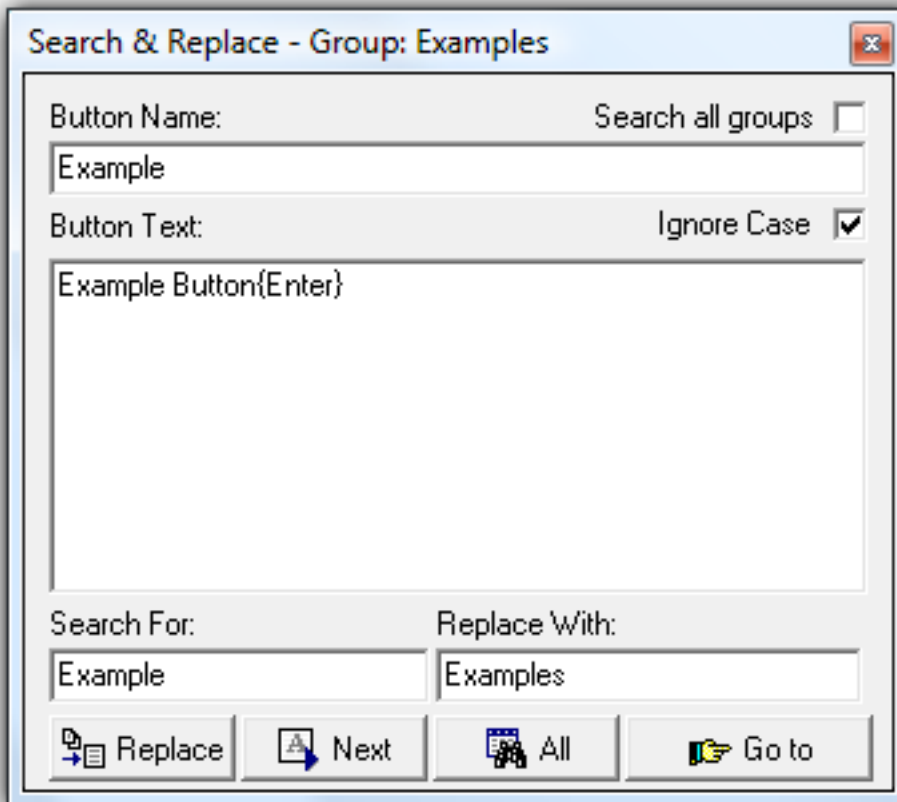 Search & Replace - Group: Examples
Button Name: Search all groups
Example
Button Text: Ignore Case
Example Button{Enter}
Search For: Replace With:
Example Examples
Replace Next All Go to